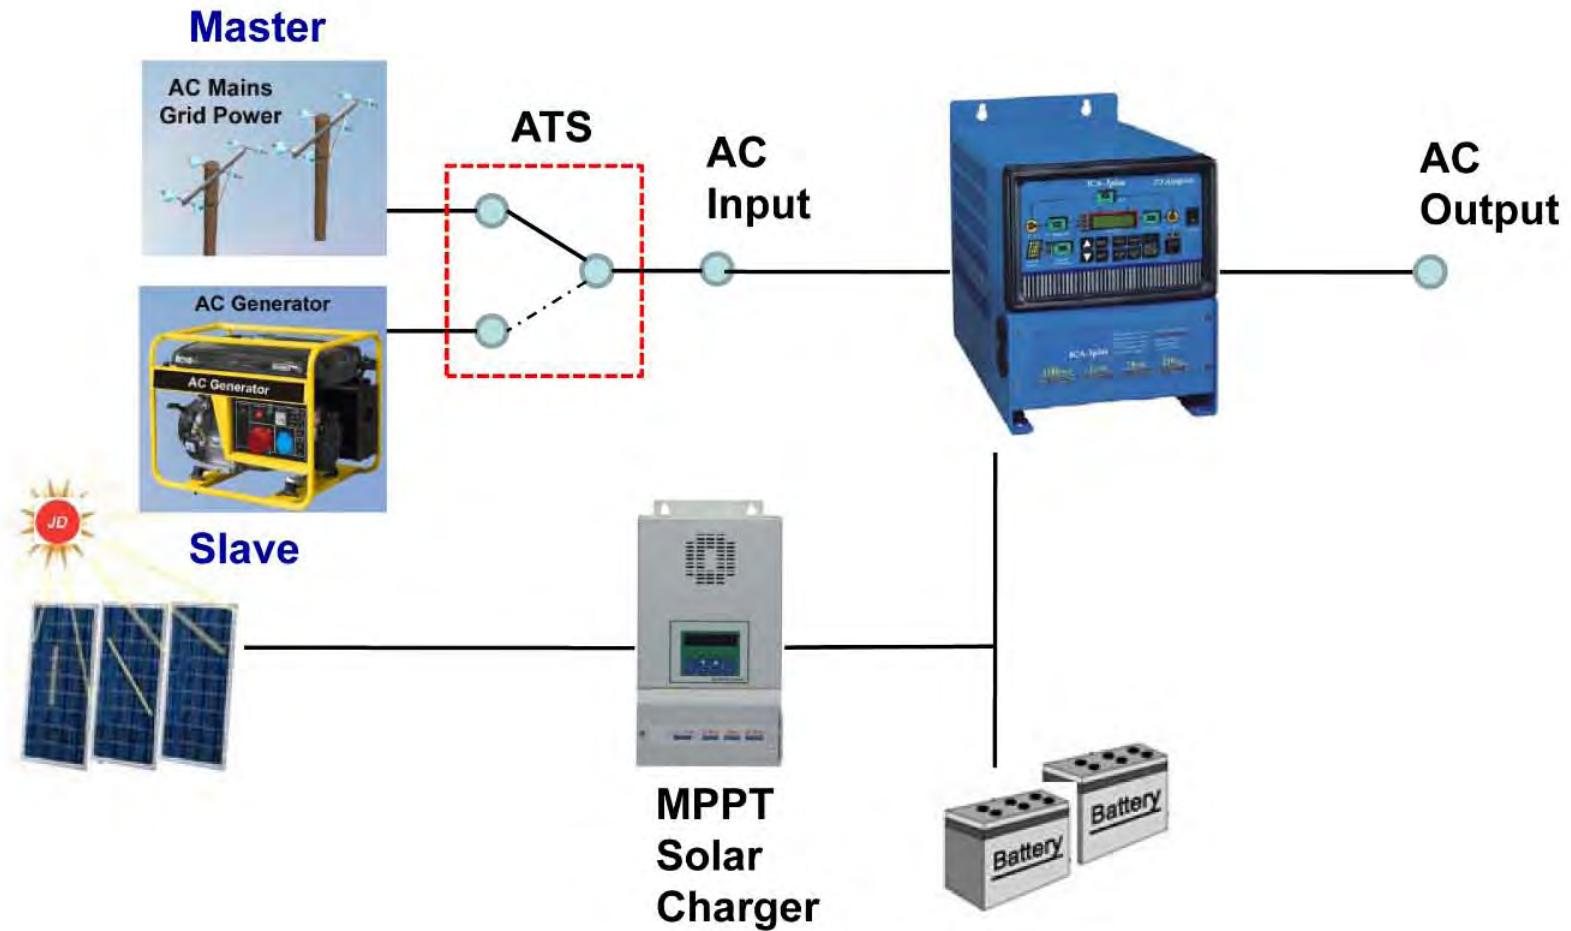 Master
AC Mains
Grid Power
ATS
AC
Input
AC
Output
AC Generator
AC Generator
JD
Slave
MPPT
Solar
Charger
Battery
Battery